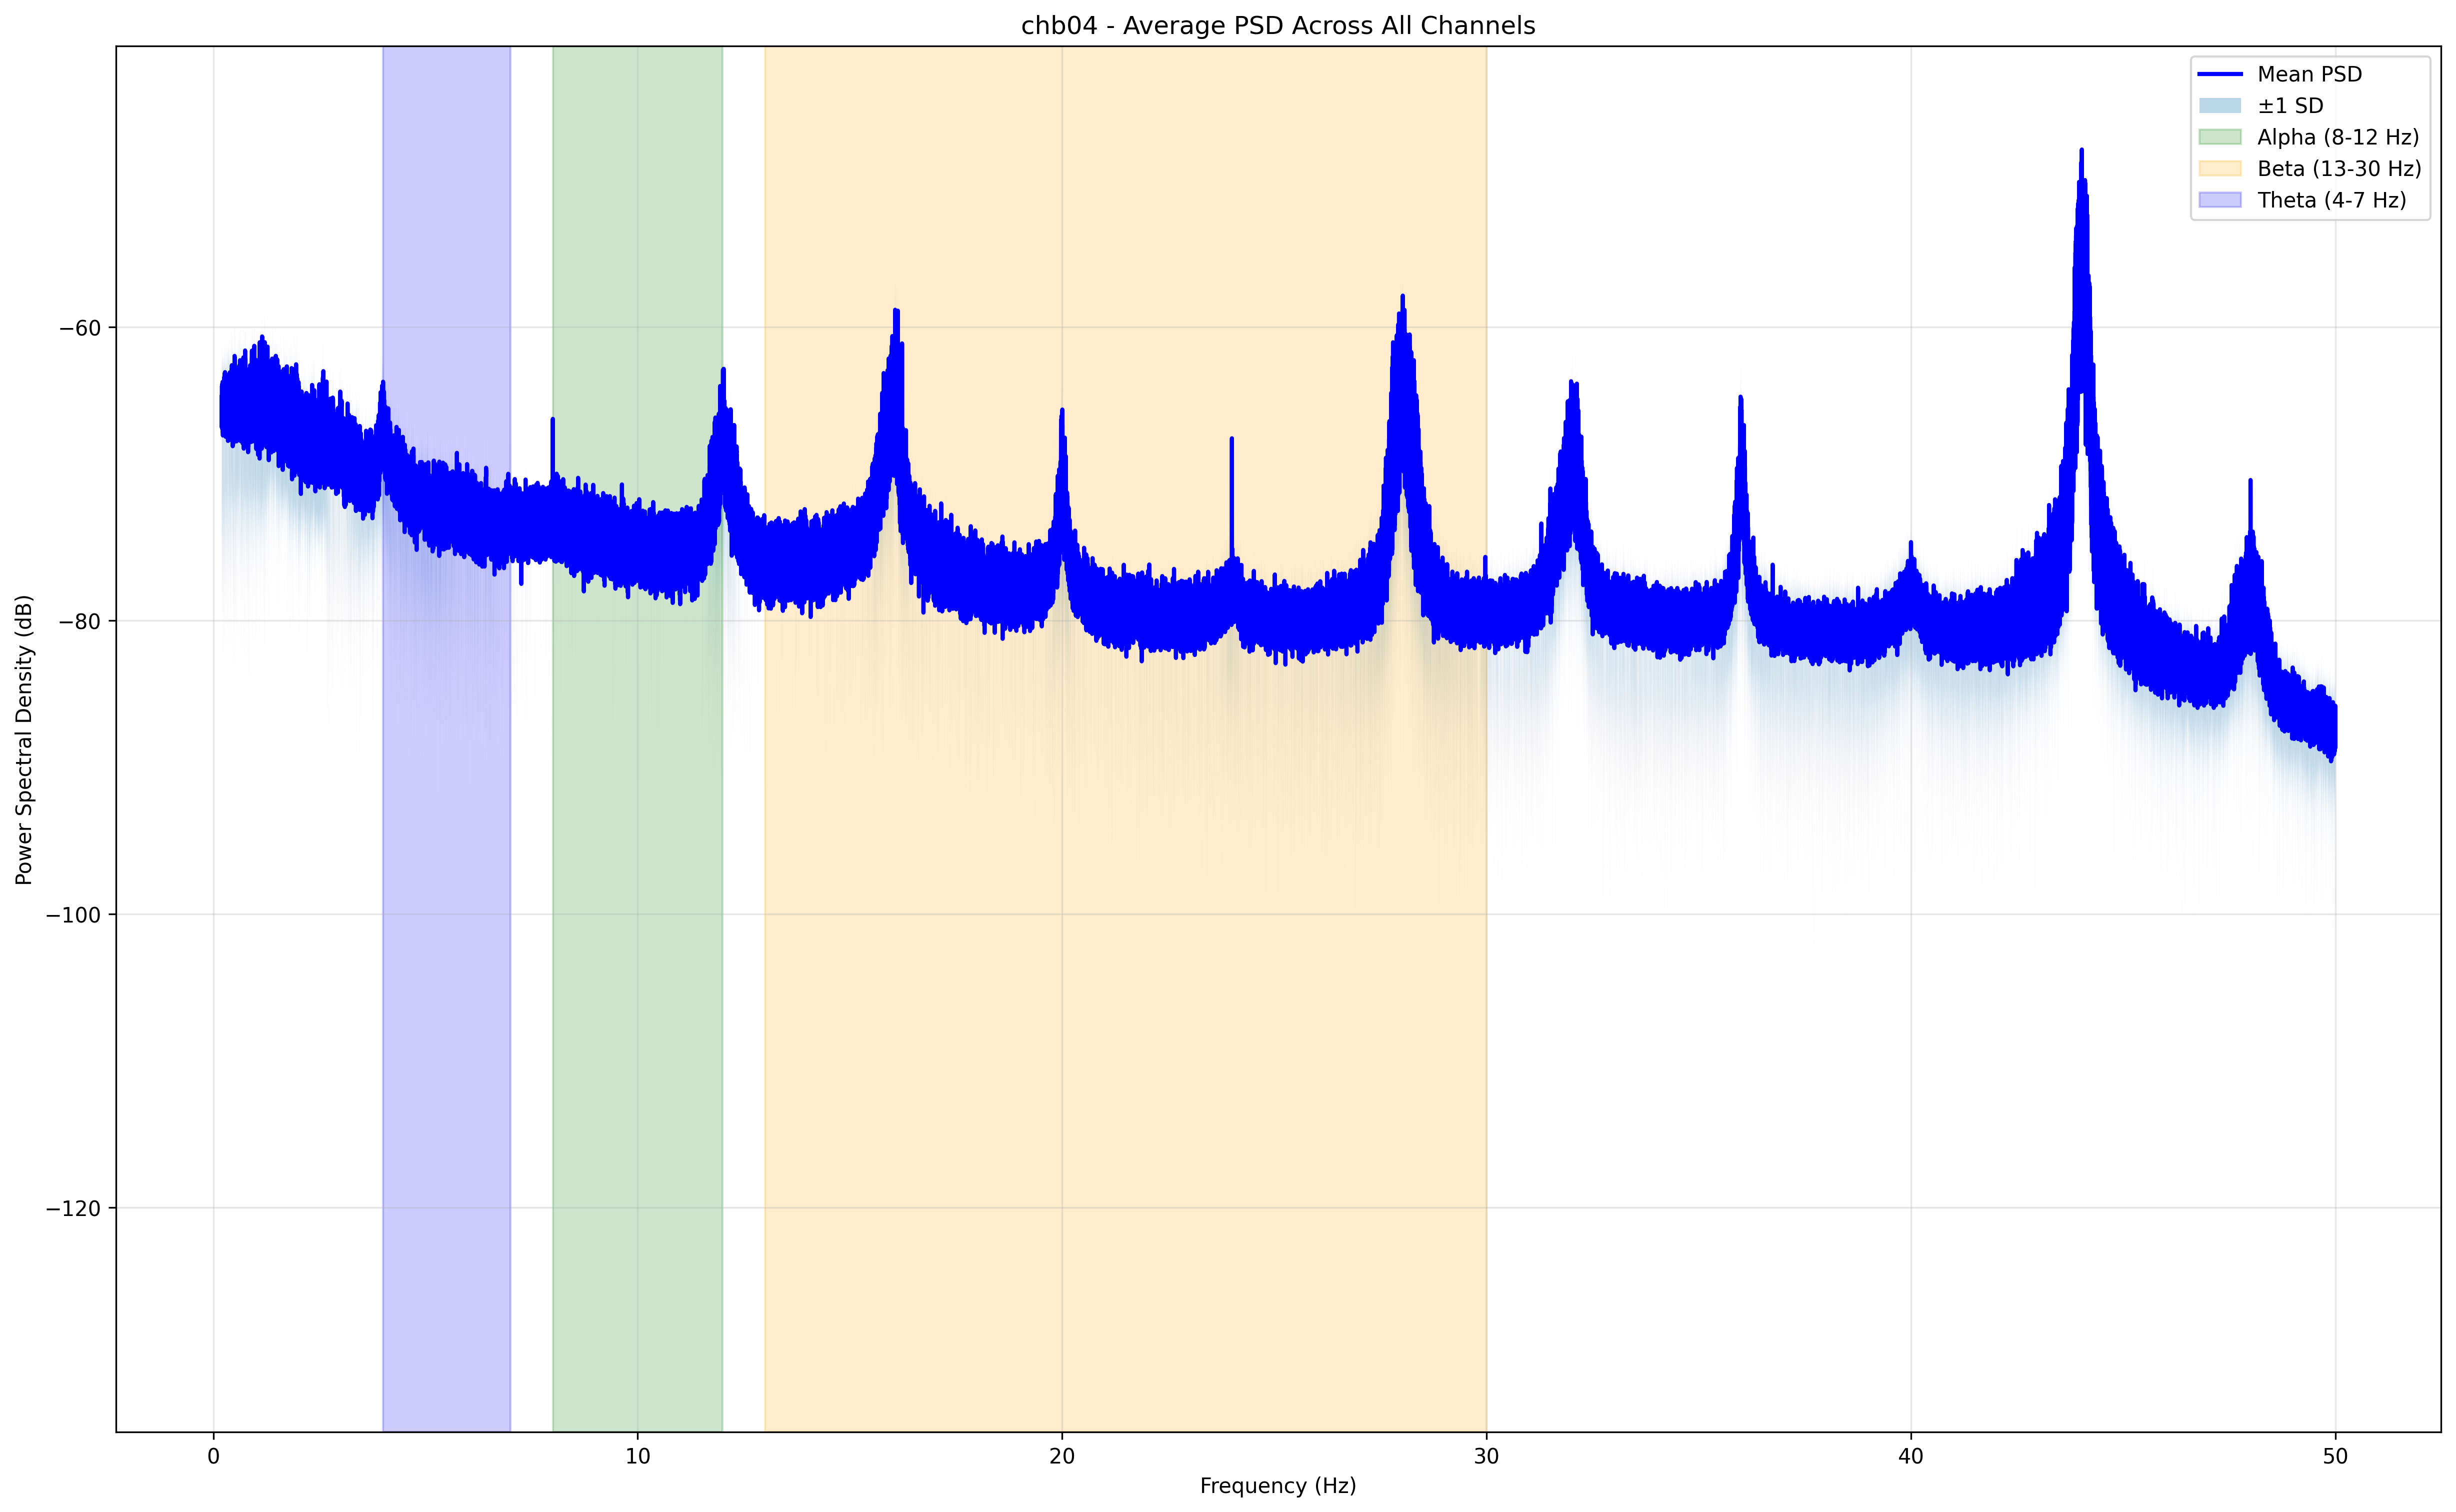 chb04 - Average PSD Across All Channels
Mean PSD
±1 SD
Alpha (8-12 Hz)
Beta (13-30 Hz)
Theta (4-7 Hz)
Power Spectral Density (dB)
−60
−80
−100
−120
0 10 20 30 40 50
Frequency (Hz)